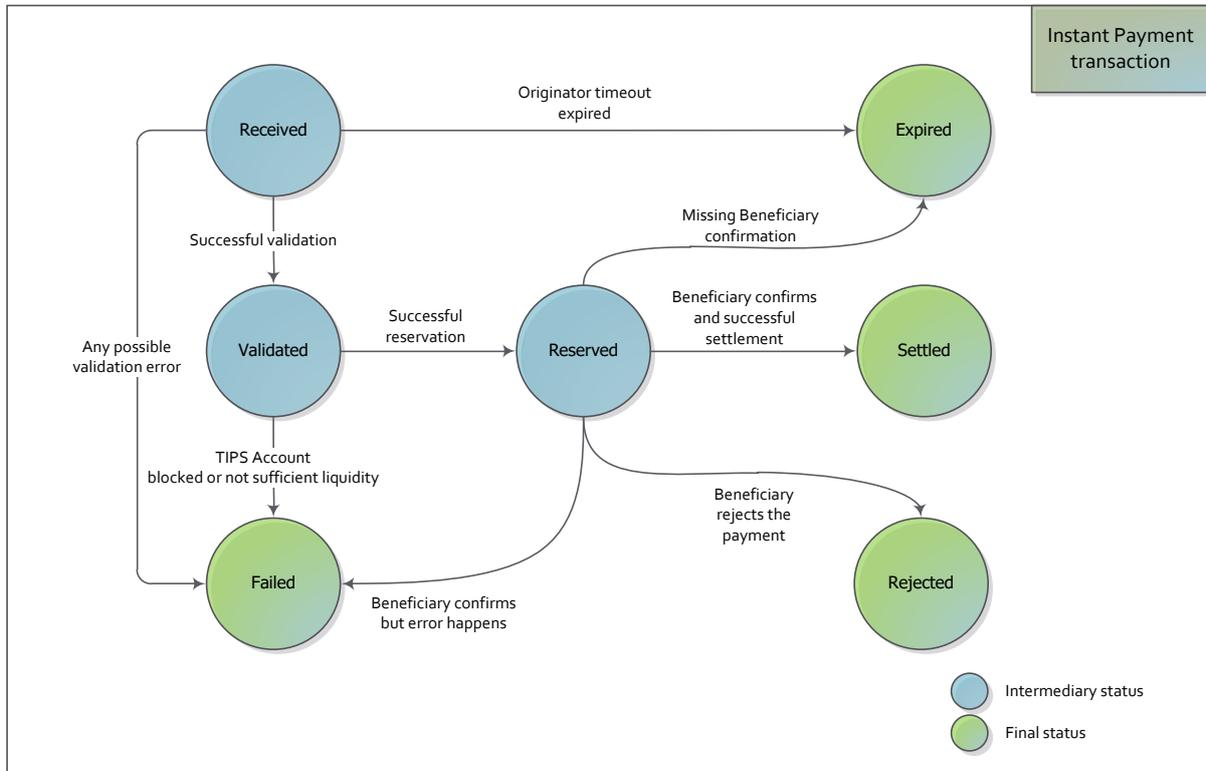 Instant Payment
transaction
Received
Originator timeout
expired
Expired
Missing Beneficiary
confirmation
Successful validation
Beneficiary confirms
and successful
settlement
Successful
reservation
Any possible
validation error
Validated
Reserved
Settled
TIPS Account
blocked or not sufficient liquidity
Beneficiary
rejects the
payment
Failed
Rejected
Beneficiary confirms
but error happens
Intermediary status
Final status